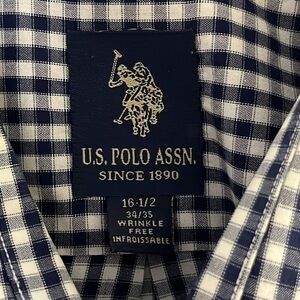 U.S. POLO ASSN.
SINCE 1890
16-1/2
34/35
WRINKLE
FREE
INFROISSABLE